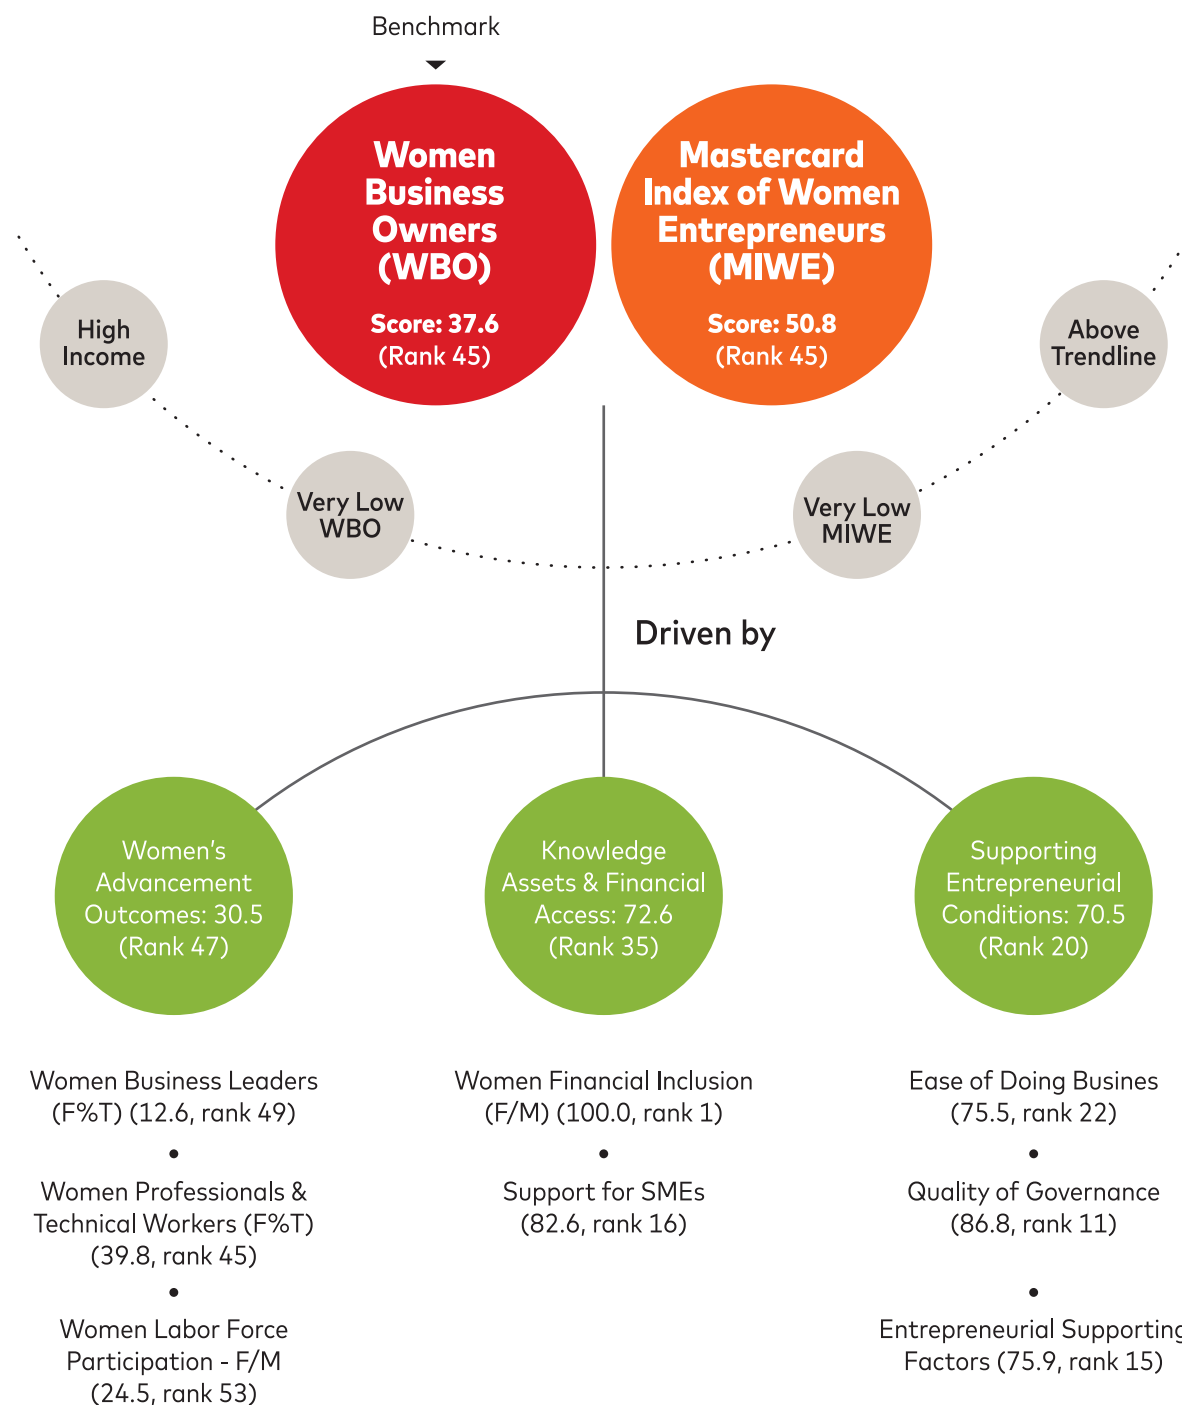 Benchmark
Women
Business
Owners
(WBO)
Score: 37.6
(Rank 45)
Mastercard
Index of Women
Entrepreneurs
(MIWE)
Score: 50.8
(Rank 45)
High
Income
Above
Trendline
Very Low
WBO
Very Low
MIWE
Driven by
Women's
Advancement
Outcomes: 30.5
(Rank 47)
Knowledge
Assets & Financial
Access: 72.6
(Rank 35)
Supporting
Entrepreneurial
Conditions: 70.5
(Rank 20)
Women Business Leaders
(F%T) (12.6, rank 49)
•
Women Professionals &
Technical Workers (F%T)
(39.8, rank 45)
•
Women Labor Force
Participation - F/M
(24.5, rank 53)
Women Financial Inclusion
(F/M) (100.0, rank 1)
•
Support for SMEs
(82.6, rank 16)
Ease of Doing Busines
(75.5, rank 22)
•
Quality of Governance
(86.8, rank 11)
•
Entrepreneurial Supporting
Factors (75.9, rank 15)